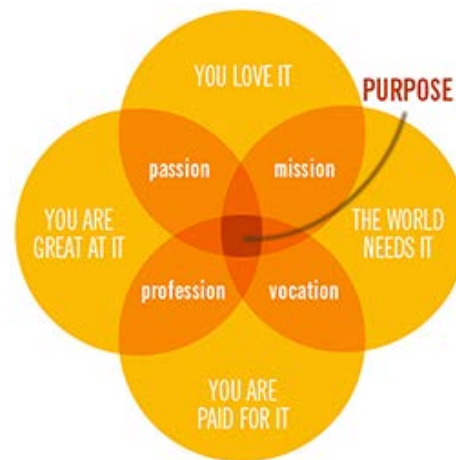 YOU LOVE IT
PURPOSE
passion
mission
YOU ARE
GREAT AT IT
THE WORLD
NEEDS IT
profession
vocation
YOU ARE
PAID FOR IT